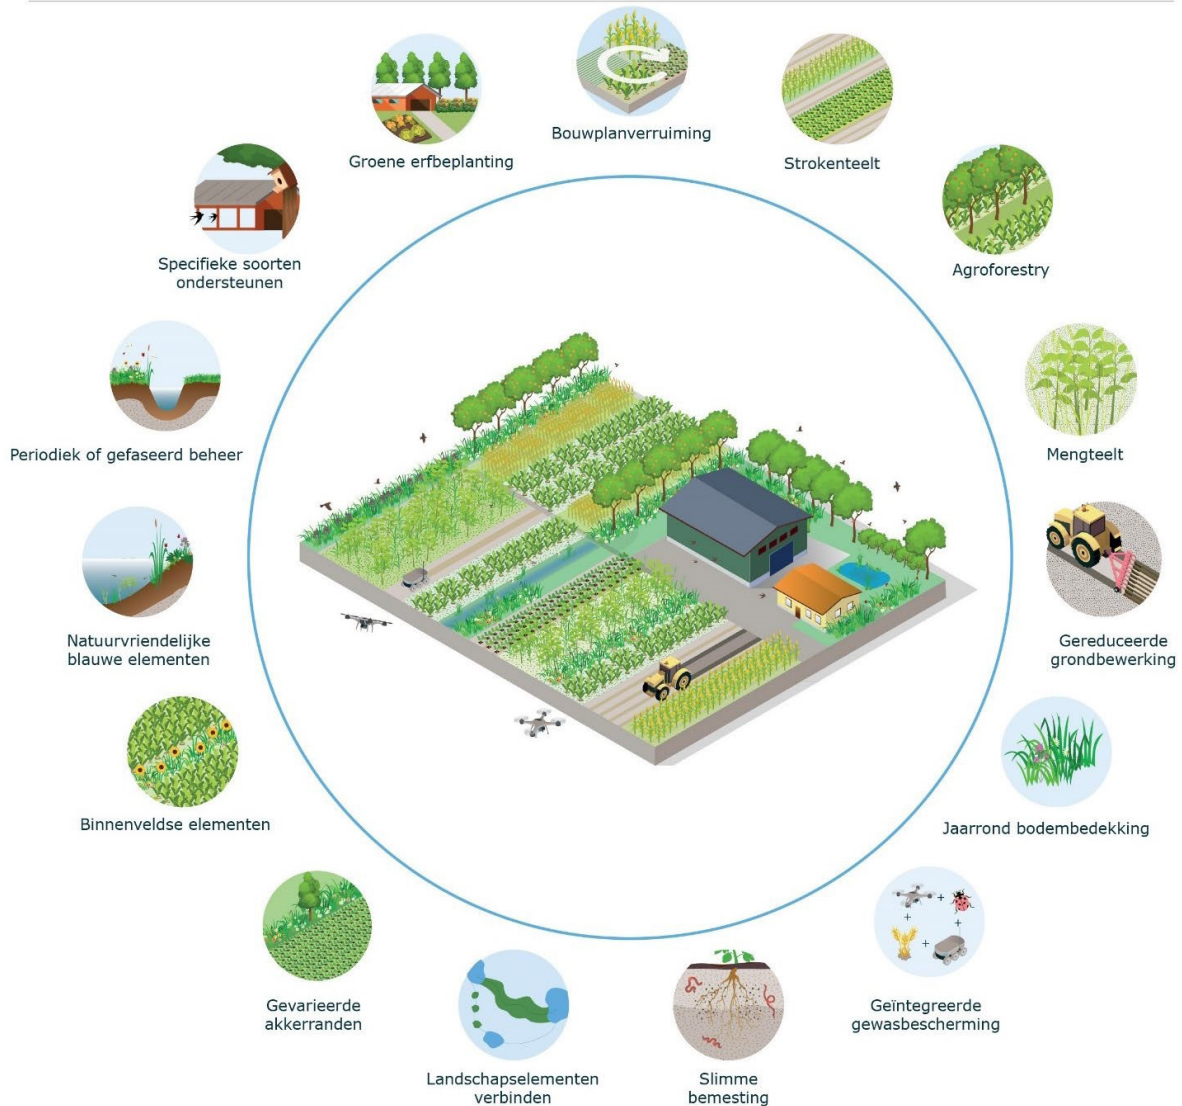 Bouwplanverruiming
Strokenteelt
Agroforestry
Mengteelt
Gereduceerde
grondbewerking
Jaarrond bodembedekking
Geïntegreerde
gewasbescherming
Slimme
bemesting
Landschapselementen
verbinden
Gevarieerde
akkerranden
Binnenveldse elementen
Natuurvriendelijke
blauwe elementen
Periodiek of gefaseerd beheer
Specifieke soorten
ondersteunen
Groene erfbeplanting